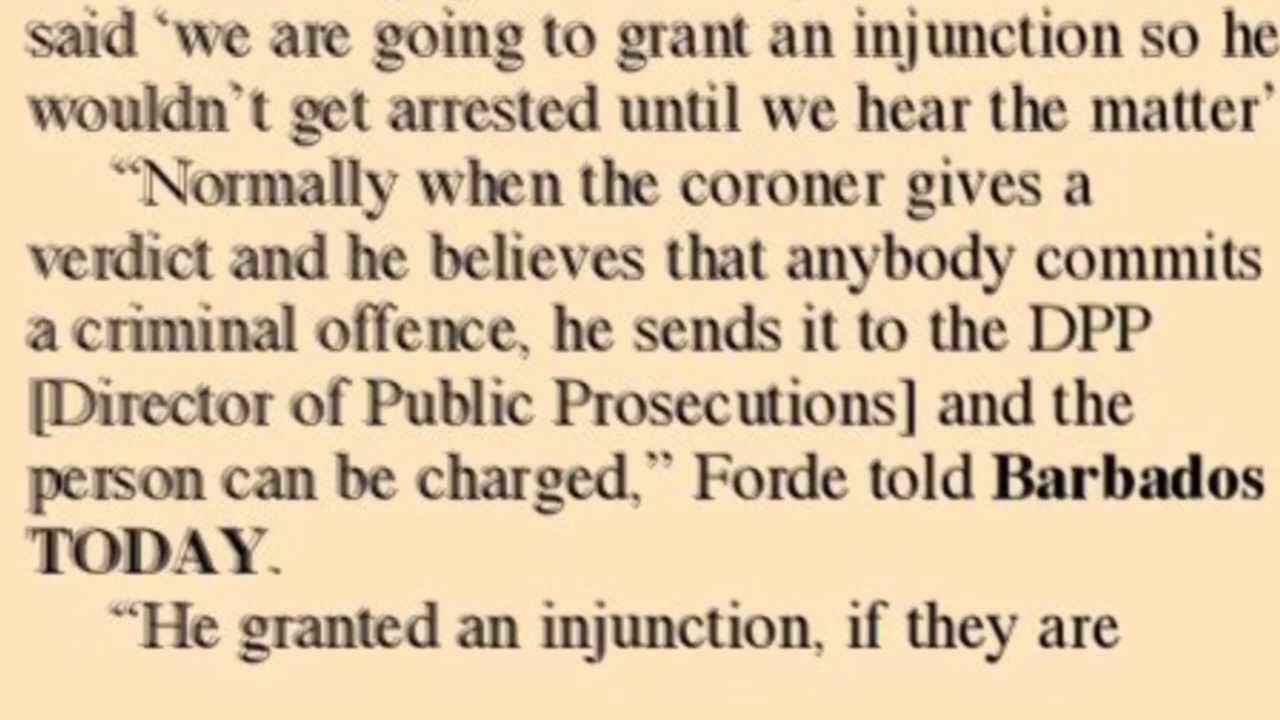 said ‘we are going to grant an injunction so he
wouldn’t get arrested until we hear the matter’
“Normally when the coroner gives a
verdict and he believes that anybody commits
a criminal offence, he sends it to the DPP
[Director of Public Prosecutions] and the
person can be charged,” Forde told Barbados
TODAY.
“He granted an injunction, if they are